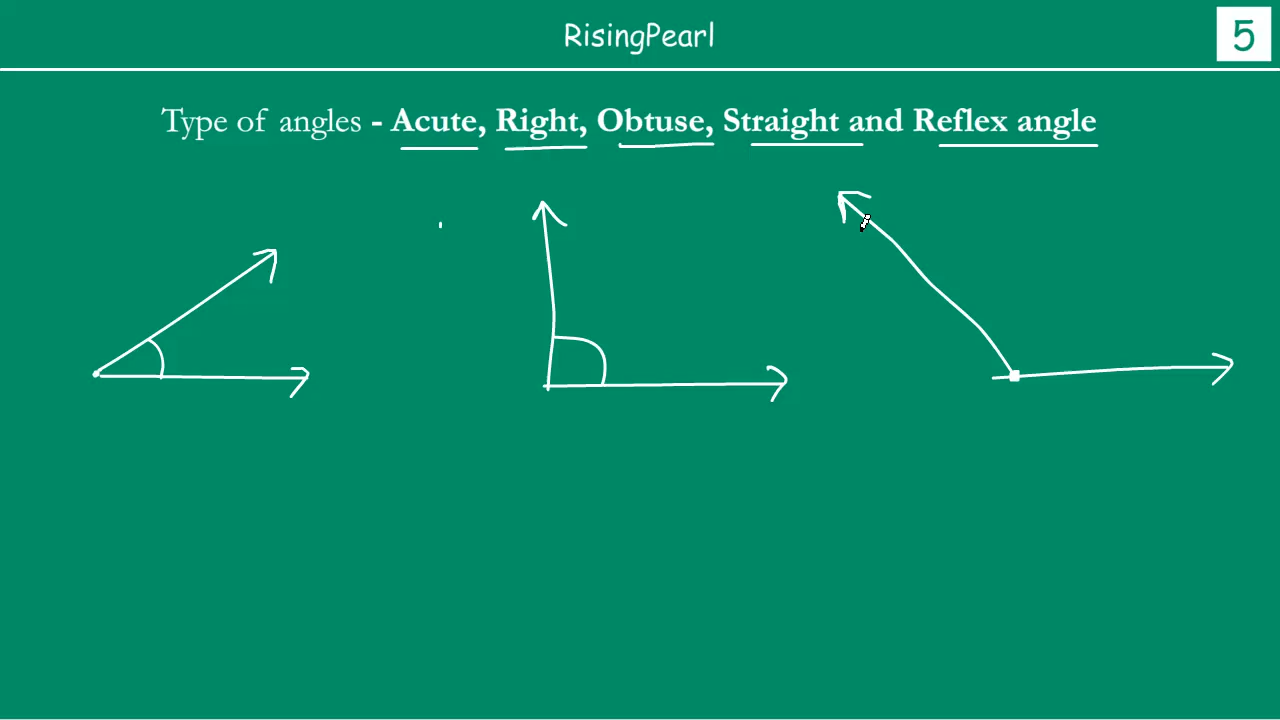 RisingPearl
5
Type of angles - Acute, Right, Obtuse, Straight and Reflex angle